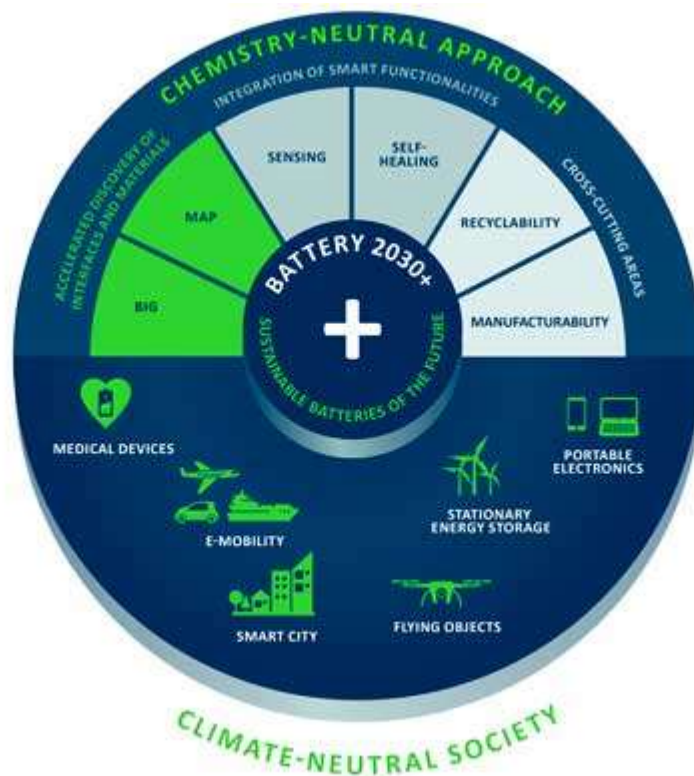 CHEMISTRY-NEUTRAL APPROACH
INTEGRATION OF SMART FUNCTIONALITIES
ACCELERATED DISCOVERY OF
INTERFACES AND MATERIALS
CROSS-CUTTING AREAS
BIG
MAP
SENSING
SELF-
HEALING
RECYCLABILITY
MANUFACTURABILITY
BATTERY 2030+
+
SUSTAINABLE BATTERIES OF THE FUTURE
MEDICAL DEVICES
PORTABLE
ELECTRONICS
E-MOBILITY
STATIONARY
ENERGY STORAGE
SMART CITY
FLYING OBJECTS
CLIMATE-NEUTRAL SOCIETY